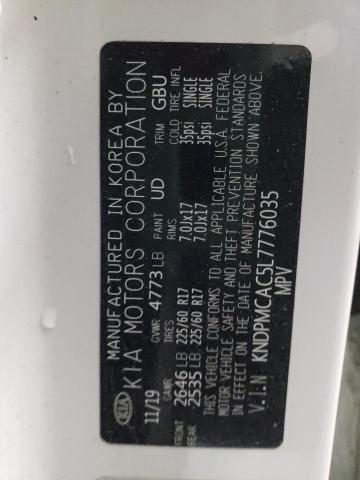 MANUFACTURED IN KOREA BY
KIA KIA MOTORS CORPORATION
11/19 GVWR 4773 LB PAINT UD TRIM GBU
GAWR TIRES COLD TIRE INFL
FRONT 2646 LB 225/60 R17 7.0JX17 35psi SINGLE
REAR 2535 LB 225/60 R17 7.0JX17 35psi SINGLE
THIS VEHICLE CONFORMS TO ALL APPLICABLE U.S.A. FEDERAL
MOTOR VEHICLE SAFETY AND THEFT PREVENTION STANDARDS
IN EFFECT ON THE DATE OF MANUFACTURE SHOWN ABOVE.
V.I.N KNDPMCAC5L7776035
MPV